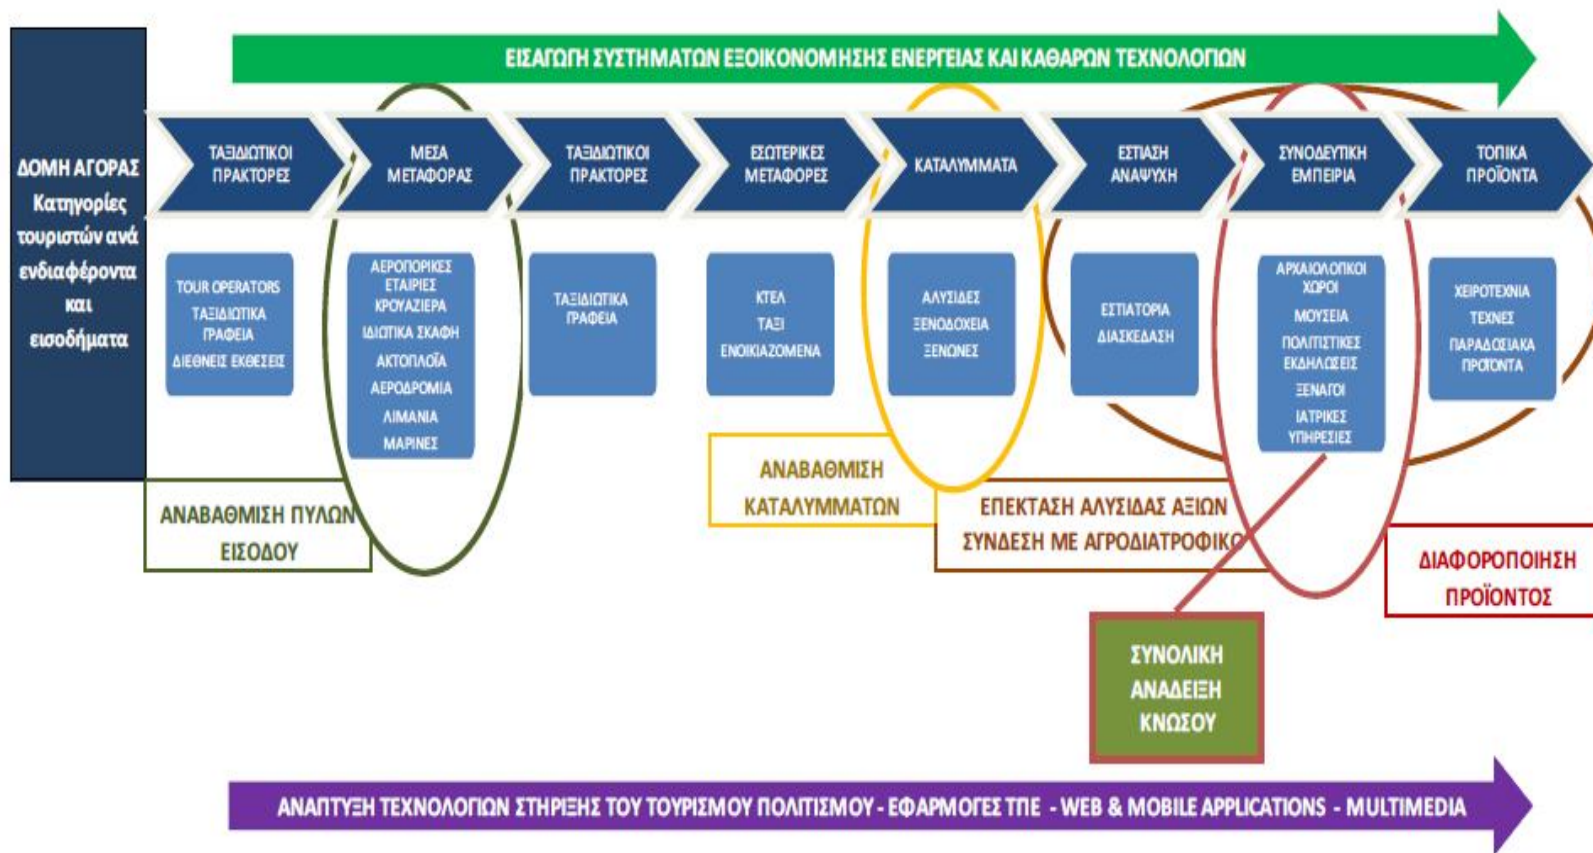 ΕΙΣΑΓΩΓΗ ΣΥΣΤΗΜΑΤΩΝ ΕΞΟΙΚΟΝΟΜΗΣΗΣ ΕΝΕΡΓΕΙΑΣ ΚΑΙ ΚΑΘΑΡΩΝ ΤΕΧΝΟΛΟΓΙΩΝ
ΔΟΜΗ ΑΓΟΡΑΣ
Κατηγορίες
τουριστών ανά
ενδιαφέροντα
και
εισοδήματα
ΤΑΞΙΔΙΩΤΙΚΟΙ
ΠΡΑΚΤΟΡΕΣ
ΜΕΣΑ
ΜΕΤΑΦΟΡΑΣ
ΤΑΞΙΔΙΩΤΙΚΟΙ
ΠΡΑΚΤΟΡΕΣ
ΕΣΩΤΕΡΙΚΕΣ
ΜΕΤΑΦΟΡΕΣ
ΚΑΤΑΛΥΜΜΑΤΑ
ΕΣΤΙΑΣΗ
ΑΝΑΨΥΧΗ
ΣΥΝΟΔΕΥΤΙΚΗ
ΕΜΠΕΙΡΙΑ
ΤΟΠΙΚΑ
ΠΡΟΪΟΝΤΑ
TOUR OPERATORS
ΤΑΞΙΔΙΩΤΙΚΑ
ΓΡΑΦΕΙΑ
ΔΙΕΘΝΕΙΣ ΕΚΘΕΣΕΙΣ
ΑΕΡΟΠΟΡΙΚΕΣ
ΕΤΑΙΡΙΕΣ
ΚΡΟΥΑΖΙΕΡΑ
ΙΔΙΩΤΙΚΑ ΣΚΑΦΗ
ΑΚΤΟΠΛΟΪΑ
ΑΕΡΟΔΡΟΜΙΑ
ΛΙΜΑΝΙΑ
ΜΑΡΙΝΕΣ
ΤΑΞΙΔΙΩΤΙΚΑ
ΓΡΑΦΕΙΑ
ΚΤΕΛ
ΤΑΞΙ
ΕΝΟΙΚΙΑΖΟΜΕΝΑ
ΑΛΥΣΙΔΕΣ
ΞΕΝΟΔΟΧΕΙΑ
ΞΕΝΩΝΕΣ
ΕΣΤΙΑΤΟΡΙΑ
ΔΙΑΣΚΕΔΑΣΗ
ΑΡΧΑΙΟΛΟΓΙΚΟΙ
ΧΩΡΟΙ
ΜΟΥΣΕΙΑ
ΠΟΛΙΤΙΣΤΙΚΕΣ
ΕΚΔΗΛΩΣΕΙΣ
ΞΕΝΑΓΟΙ
ΙΑΤΡΙΚΕΣ
ΥΠΗΡΕΣΙΕΣ
ΧΕΙΡΟΤΕΧΝΙΑ
ΤΕΧΝΕΣ
ΠΑΡΑΔΟΣΙΑΚΑ
ΠΡΟΪΟΝΤΑ
ΑΝΑΒΑΘΜΙΣΗ ΠΥΛΩΝ
ΕΙΣΟΔΟΥ
ΑΝΑΒΑΘΜΙΣΗ
ΚΑΤΑΛΥΜΜΑΤΩΝ
ΕΠΕΚΤΑΣΗ ΑΛΥΣΙΔΑΣ ΑΞΙΩΝ
ΣΥΝΔΕΣΗ ΜΕ ΑΓΡΟΔΙΑΤΡΟΦΙΚΟ
ΔΙΑΦΟΡΟΠΟΙΗΣΗ
ΠΡΟΪΟΝΤΟΣ
ΣΥΝΟΛΙΚΗ
ΑΝΑΔΕΙΞΗ
ΚΝΩΣΟΥ
ΑΝΑΠΤΥΞΗ ΤΕΧΝΟΛΟΓΙΩΝ ΣΤΗΡΙΞΗΣ ΤΟΥ ΤΟΥΡΙΣΜΟΥ ΠΟΛΙΤΙΣΜΟΥ - ΕΦΑΡΜΟΓΕΣ ΤΠΕ - WEB & MOBILE APPLICATIONS - MULTIMEDIA